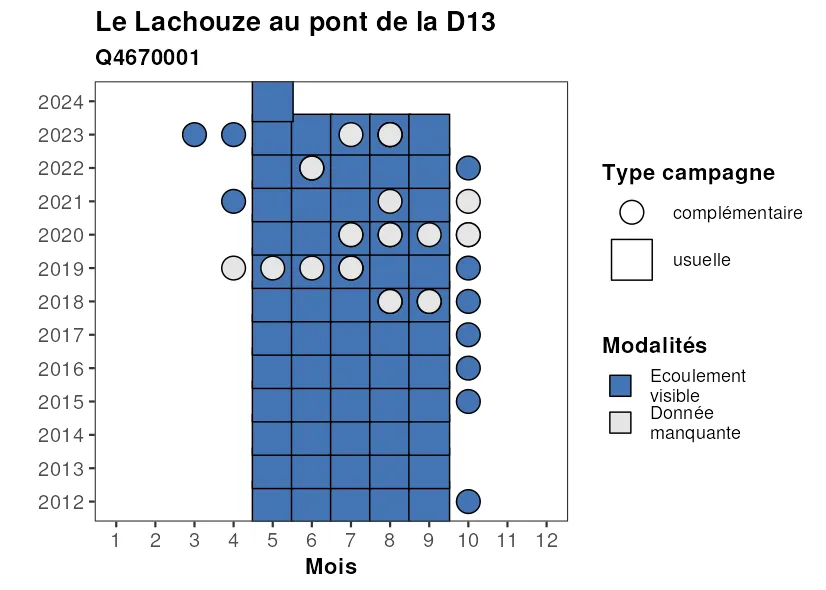 Le Lachouze au pont de la D13
Q4670001
2024
2023
2022
2021
2020
2019
2018
2017
2016
2015
2014
2013
2012
1 2 3 4 5 6 7 8 9 10 11 12
Mois
Type campagne
complémentaire
usuelle
Modalités
Ecoulement
visible
Donnée
manquante